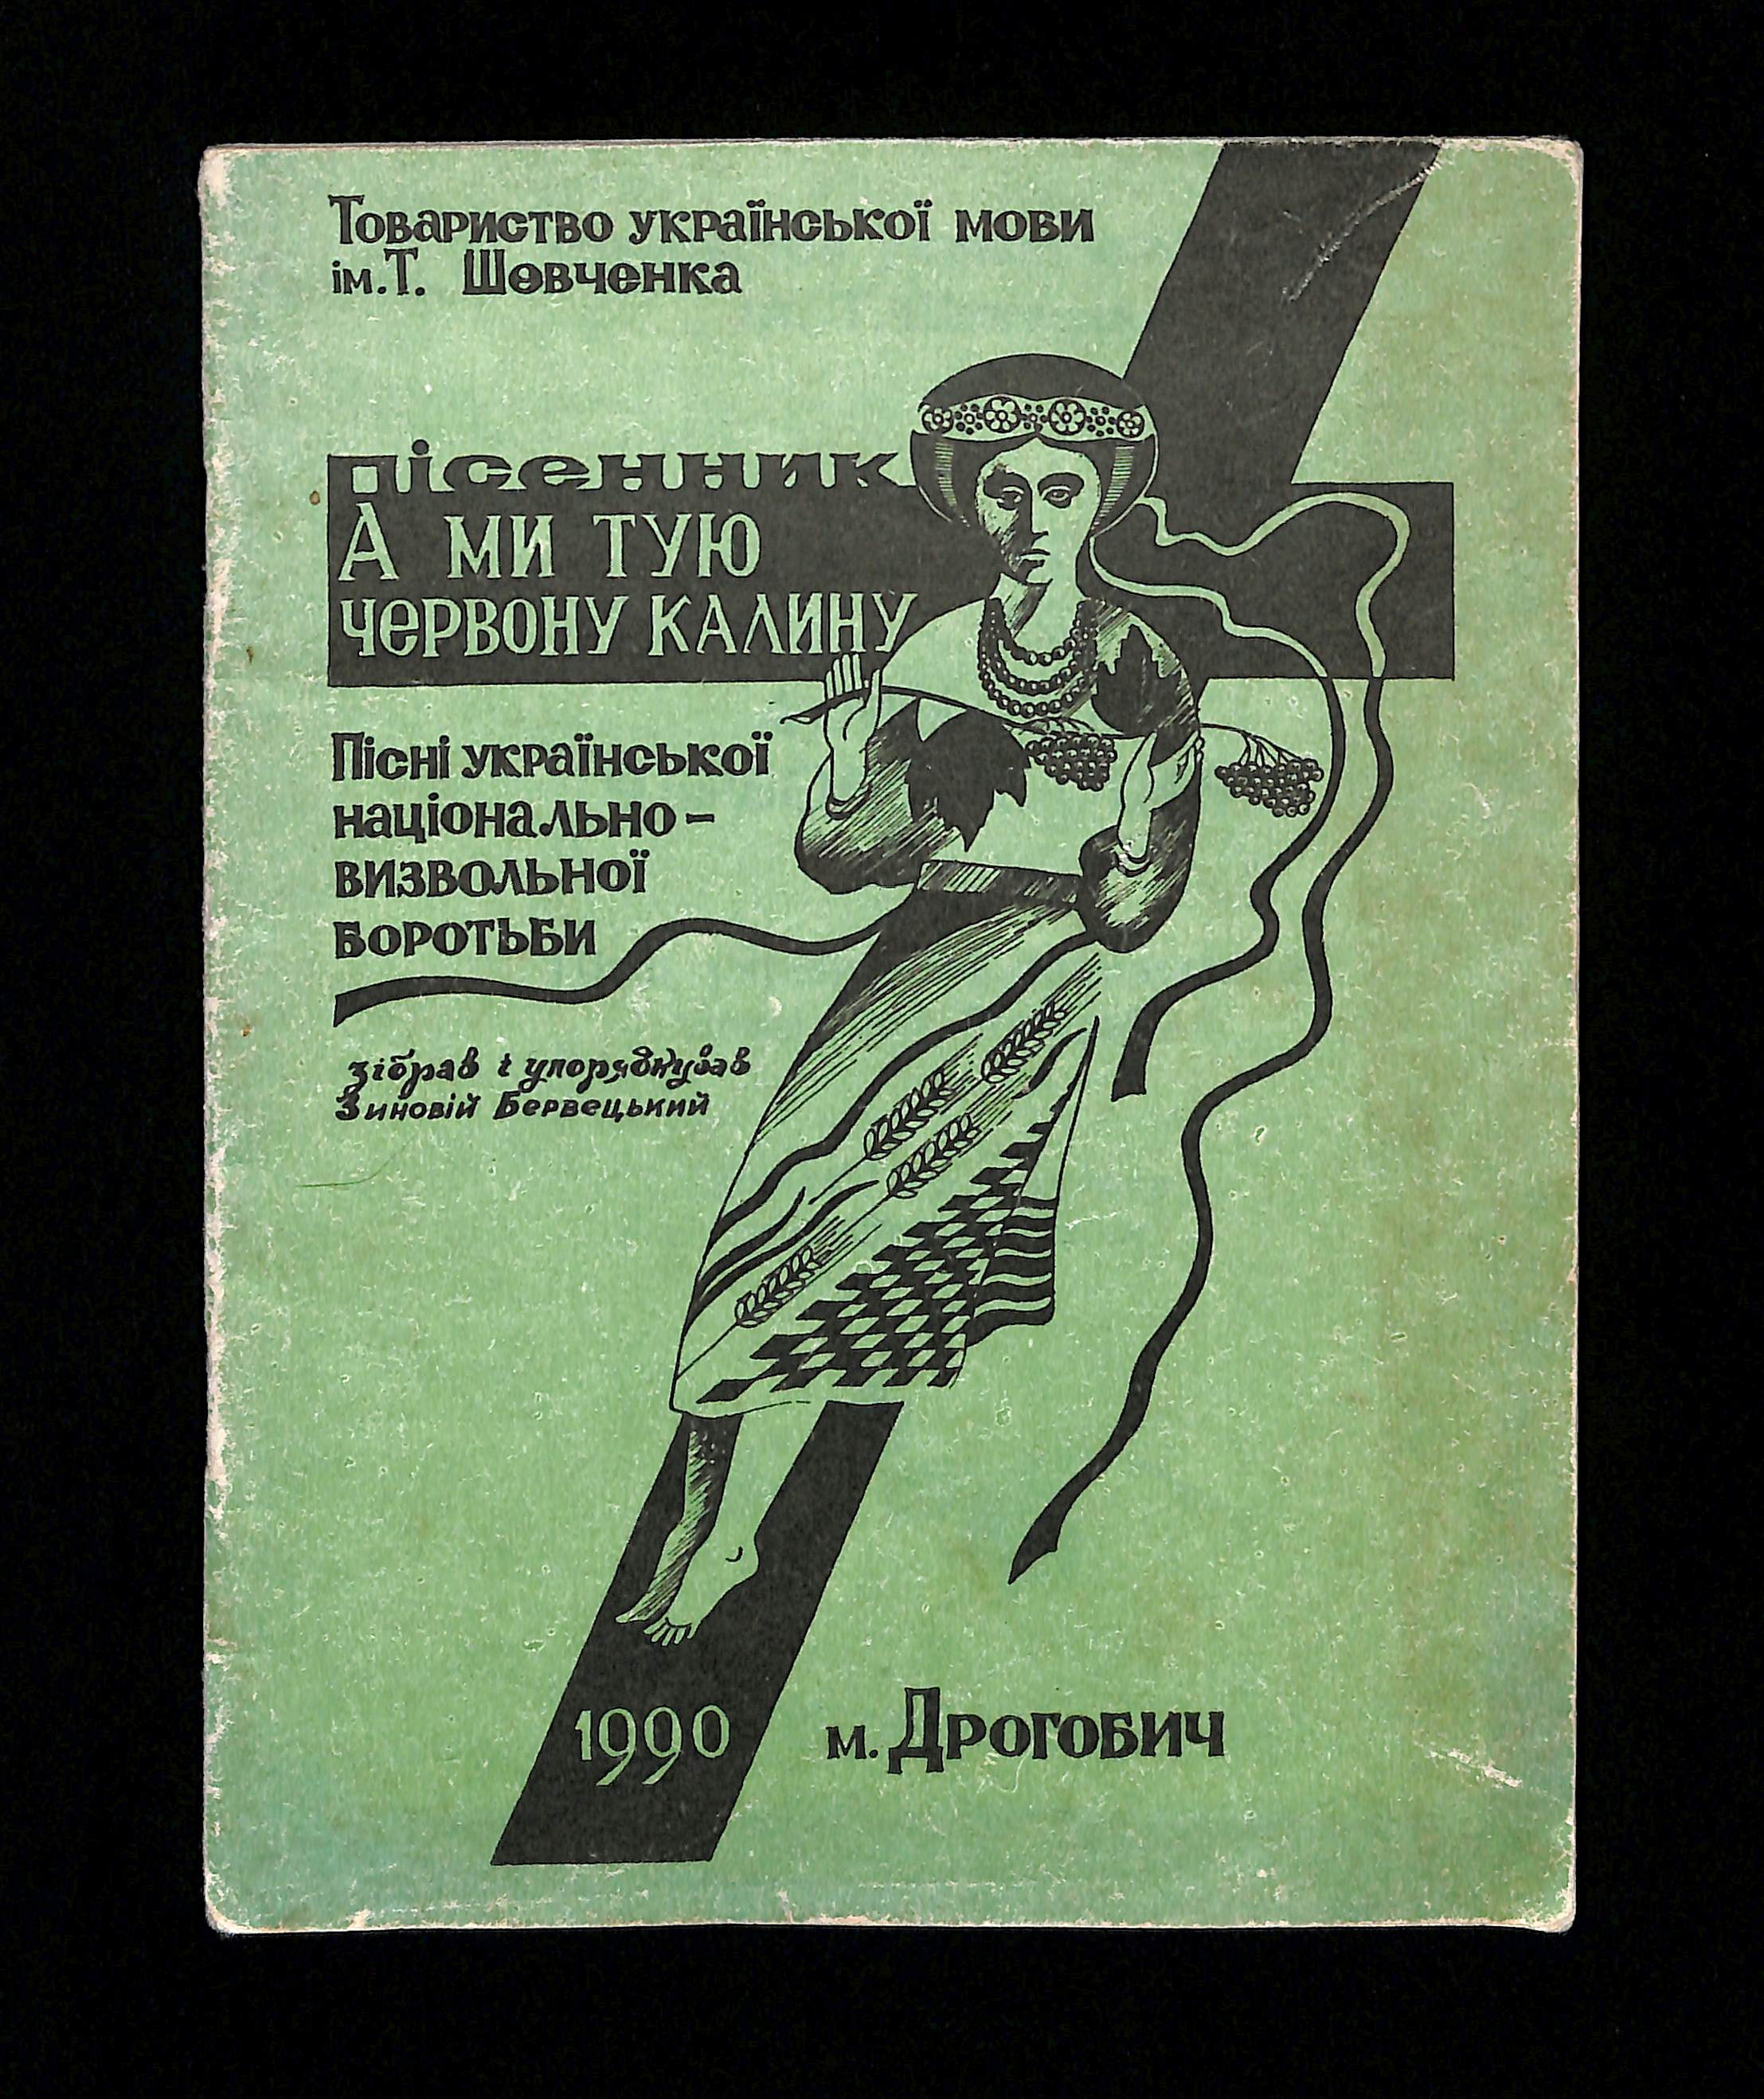 Товариство української мови
ім. Т. Шевченка
пісенник
А МИ ТУЮ
ЧЕРВОНУ КАЛИНУ
Пісні української
національно-
визвольної
боротьби
зібрав і упорядкував
Зиновій Бервецький
1990
м. Дрогобич